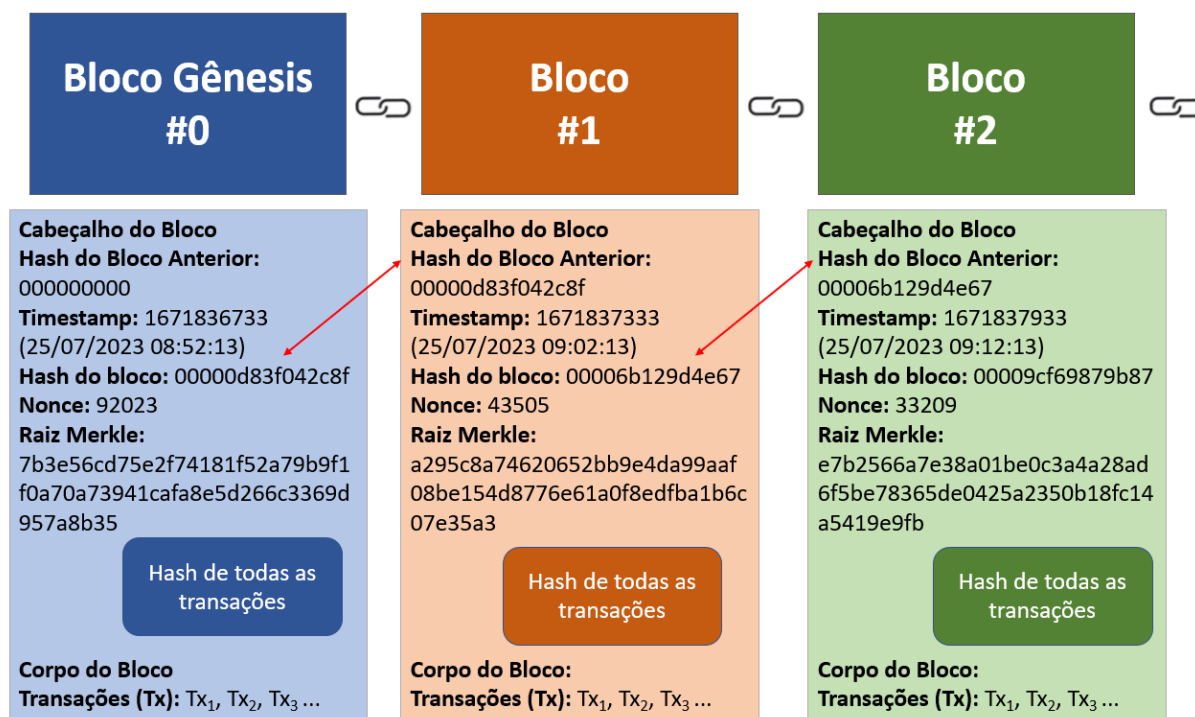 Bloco Gênesis
#0
Bloco
#1
Bloco
#2
Cabeçalho do Bloco
Hash do Bloco Anterior:
000000000
Timestamp: 1671836733
(25/07/2023 08:52:13)
Hash do bloco: 00000d83f042c8f
Nonce: 92023
Raiz Merkle:
7b3e56cd75e2f74181f52a79b9f1
f0a70a73941cafa8e5d266c3369d
957a8b35
Hash de todas as
transações
Corpo do Bloco
Transações (Tx): Tx₁, Tx₂, Tx₃ ...
Cabeçalho do Bloco
Hash do Bloco Anterior:
00000d83f042c8f
Timestamp: 1671837333
(25/07/2023 09:02:13)
Hash do bloco: 00006b129d4e67
Nonce: 43505
Raiz Merkle:
a295c8a74620652bb9e4da99aaf
08be154d8776e61a0f8edfba1b6c
07e35a3
Hash de todas as
transações
Corpo do Bloco:
Transações (Tx): Tx₁, Tx₂, Tx₃ ...
Cabeçalho do Bloco
Hash do Bloco Anterior:
00006b129d4e67
Timestamp: 1671837933
(25/07/2023 09:12:13)
Hash do bloco: 00009cf69879b87
Nonce: 33209
Raiz Merkle:
e7b2566a7e38a01be0c3a4a28ad
6f5be78365de0425a2350b18fc14
a5419e9fb
Hash de todas as
transações
Corpo do Bloco:
Transações (Tx): Tx₁, Tx₂, Tx₃ ...